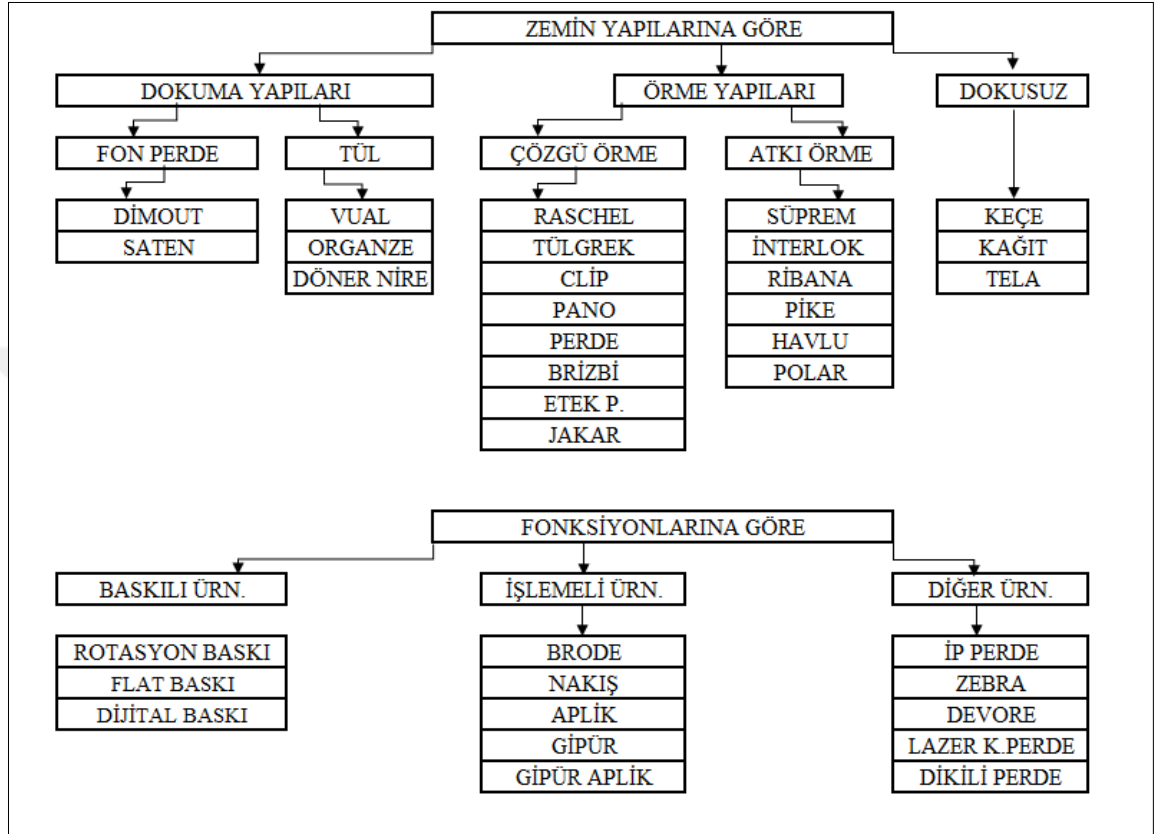 ZEMİN YAPILARINA GÖRE
DOKUMA YAPILARI
ÖRME YAPILARI
DOKUSUZ
FON PERDE
TÜL
ÇÖZGÜ ÖRME
ATKI ÖRME
DİMOUT
SATEN
VUAL
ORGANZE
DÖNER NİRE
RASCHEL
TÜLGREK
CLİP
PANO
PERDE
BRİZBİ
ETEK P.
JAKAR
SÜPREM
İNTERLOK
RİBANA
PİKE
HAVLU
POLAR
KEÇE
KAĞIT
TELA
FONKSİYONLARINA GÖRE
BASKILI ÜRN.
İŞLEMELİ ÜRN.
DİĞER ÜRN.
ROTASYON BASKI
FLAT BASKI
DİJİTAL BASKI
BRODE
NAKIŞ
APLİK
GİPÜR
GİPÜR APLİK
İP PERDE
ZEBRA
DEVORE
LAZER K.PERDE
DİKİLİ PERDE